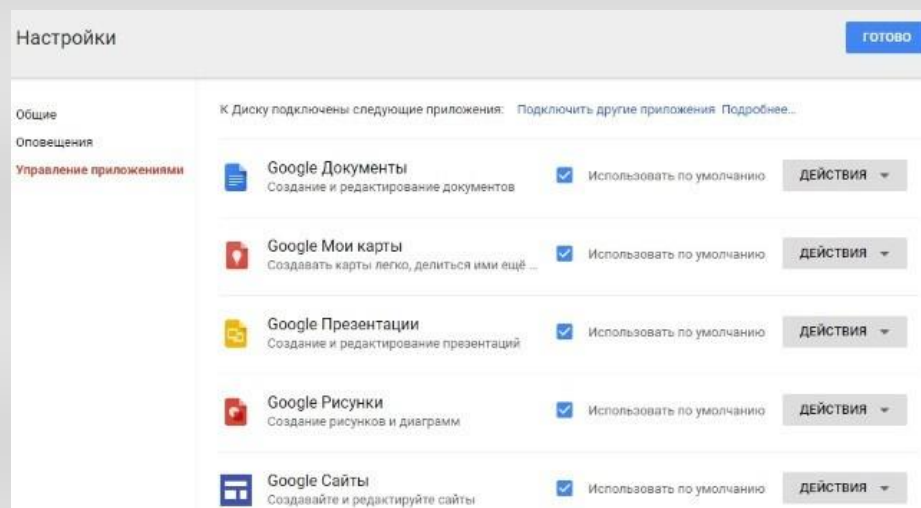 Настройки
ГОТОВО
Общие
Оповещения
Управление приложениями
К Диску подключены следующие приложения: Подключить другие приложения Подробнее...
Google Документы
Создание и редактирование документов
Использовать по умолчанию
ДЕЙСТВИЯ
Google Мои карты
Создавать карты легко, делиться ими ещё ...
Использовать по умолчанию
ДЕЙСТВИЯ
Google Презентации
Создание и редактирование презентаций
Использовать по умолчанию
ДЕЙСТВИЯ
Google Рисунки
Создание рисунков и диаграмм
Использовать по умолчанию
ДЕЙСТВИЯ
Google Сайты
Создавайте и редактируйте сайты
Использовать по умолчанию
ДЕЙСТВИЯ